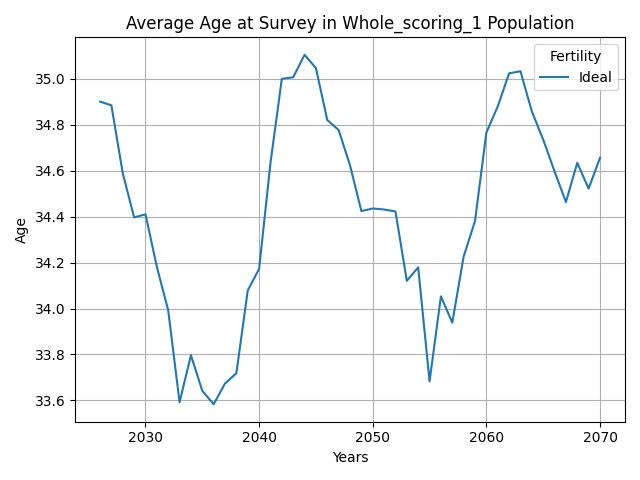 Average Age at Survey in Whole_scoring_1 Population
Fertility
Ideal
35.0
34.8
34.6
34.4
34.2
34.0
33.8
33.6
Age
2030 2040 2050 2060 2070
Years